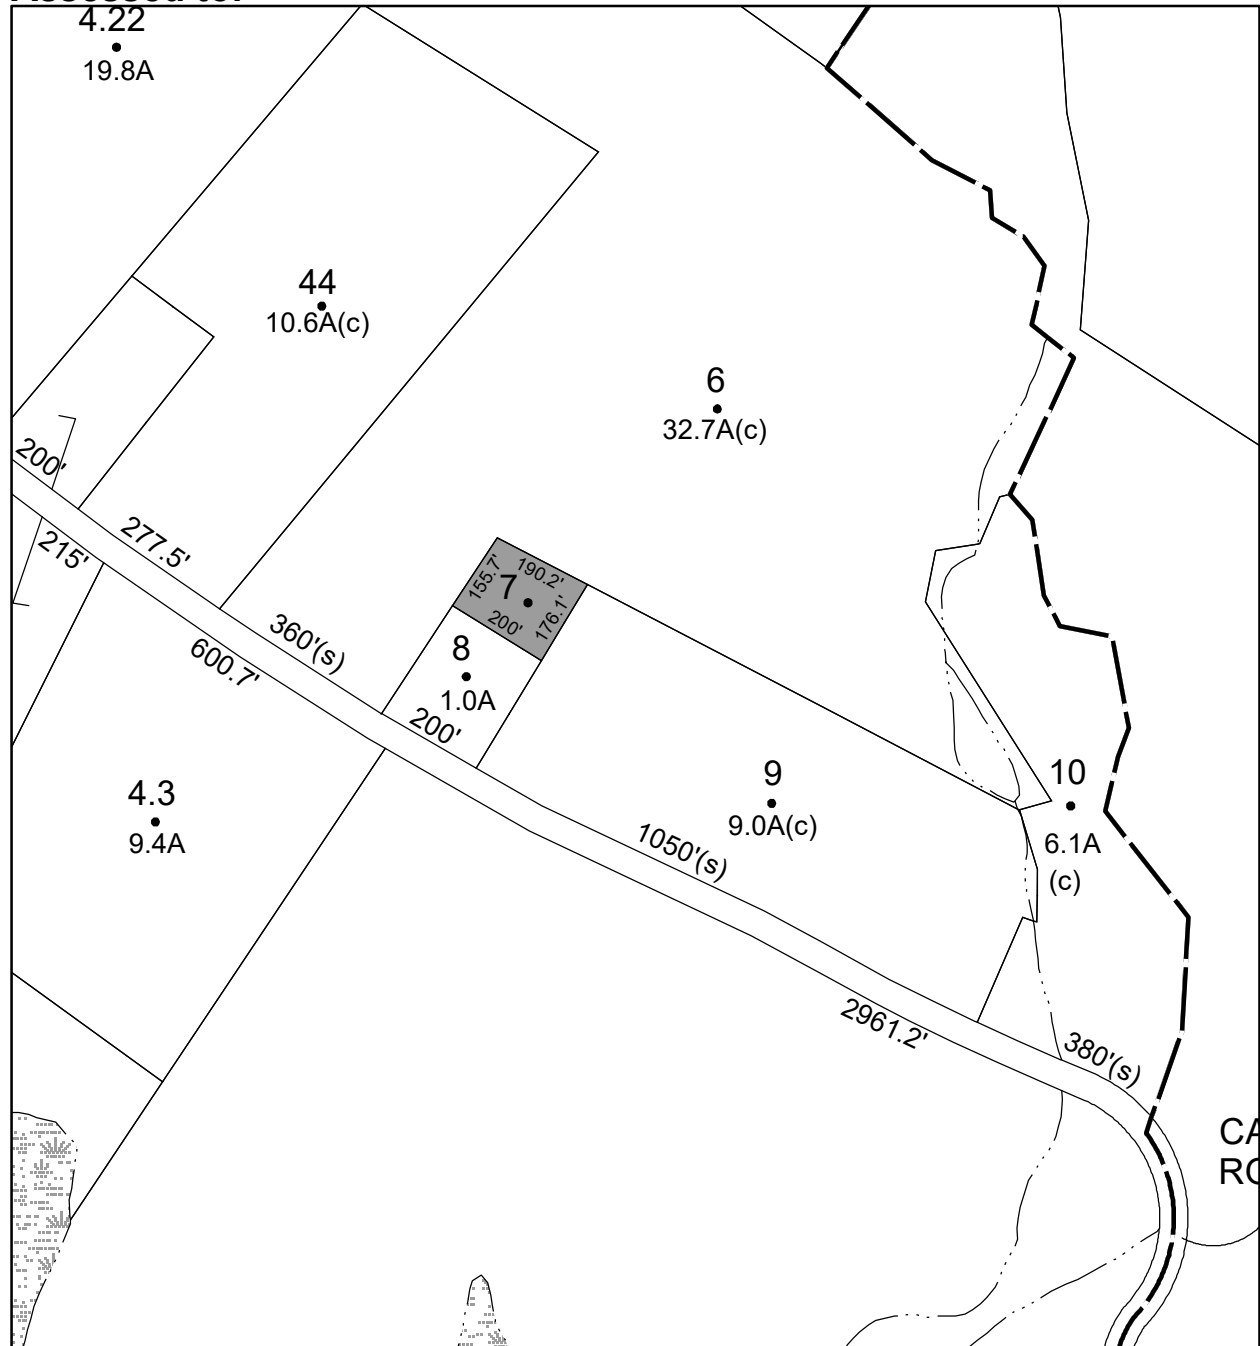 4.22
19.8A
44
10.6A(c)
6
32.7A(c)
200'
277.5'
215'
155.7'
190.2'
7
176.1'
200'
360'(s)
600.7'
8
1.0A
200'
4.3
9.4A
9
9.0A(c)
1050'(s)
10
6.1A
(c)
2961.2'
380'(s)
CA
RO